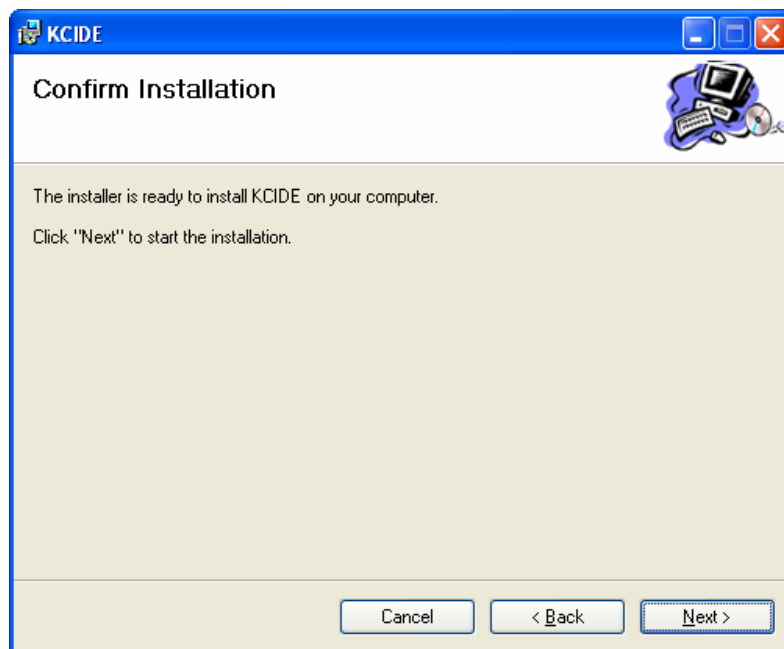 KCIDE
Confirm Installation
The installer is ready to install KCIDE on your computer.
Click "Next" to start the installation.
Cancel
< Back
Next >